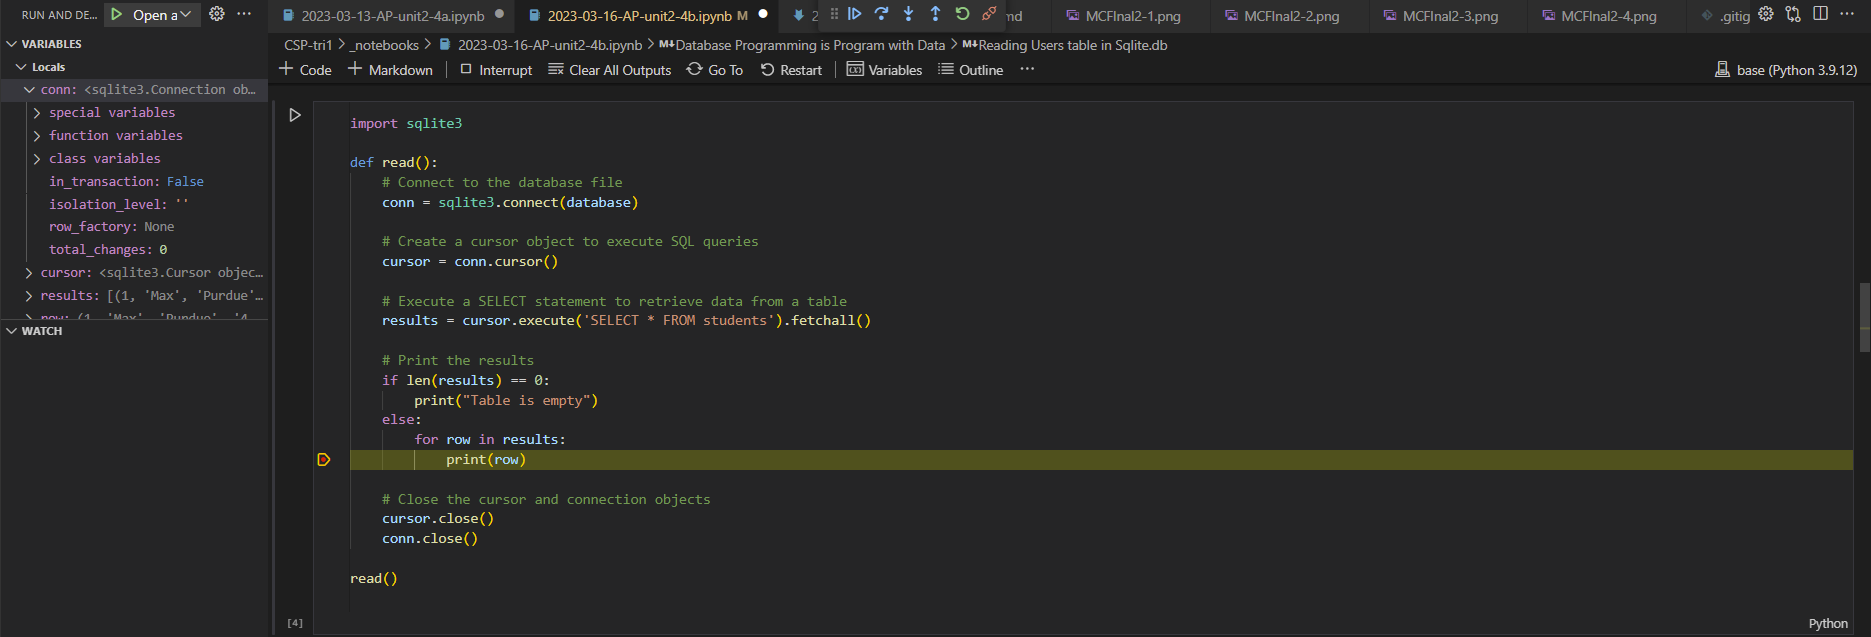 RUN AND DE... Open a
2023-03-13-AP-unit2-4a.ipynb 2023-03-16-AP-unit2-4b.ipynb M 2 md MCFInal2-1.png MCFInal2-2.png MCFInal2-3.png MCFInal2-4.png .gitig
VARIABLES
Locals
conn: <sqlite3.Connection ob...
special variables
function variables
class variables
in_transaction: False
isolation_level: ''
row_factory: None
total_changes: 0
cursor: <sqlite3.Cursor objec...
results: [(1, 'Max', 'Purdue'...
row: (1, 'Max', 'Purdue', '4
WATCH
CSP-tri1 > _notebooks > 2023-03-16-AP-unit2-4b.ipynb > M↓Database Programming is Program with Data > M↓Reading Users table in Sqlite.db
+ Code + Markdown | Interrupt Clear All Outputs Go To Restart | Variables Outline ... base (Python 3.9.12)
import sqlite3
def read():
# Connect to the database file
conn = sqlite3.connect(database)
# Create a cursor object to execute SQL queries
cursor = conn.cursor()
# Execute a SELECT statement to retrieve data from a table
results = cursor.execute('SELECT * FROM students').fetchall()
# Print the results
if len(results) == 0:
print("Table is empty")
else:
for row in results:
print(row)
# Close the cursor and connection objects
cursor.close()
conn.close()
read()
[4]
Python